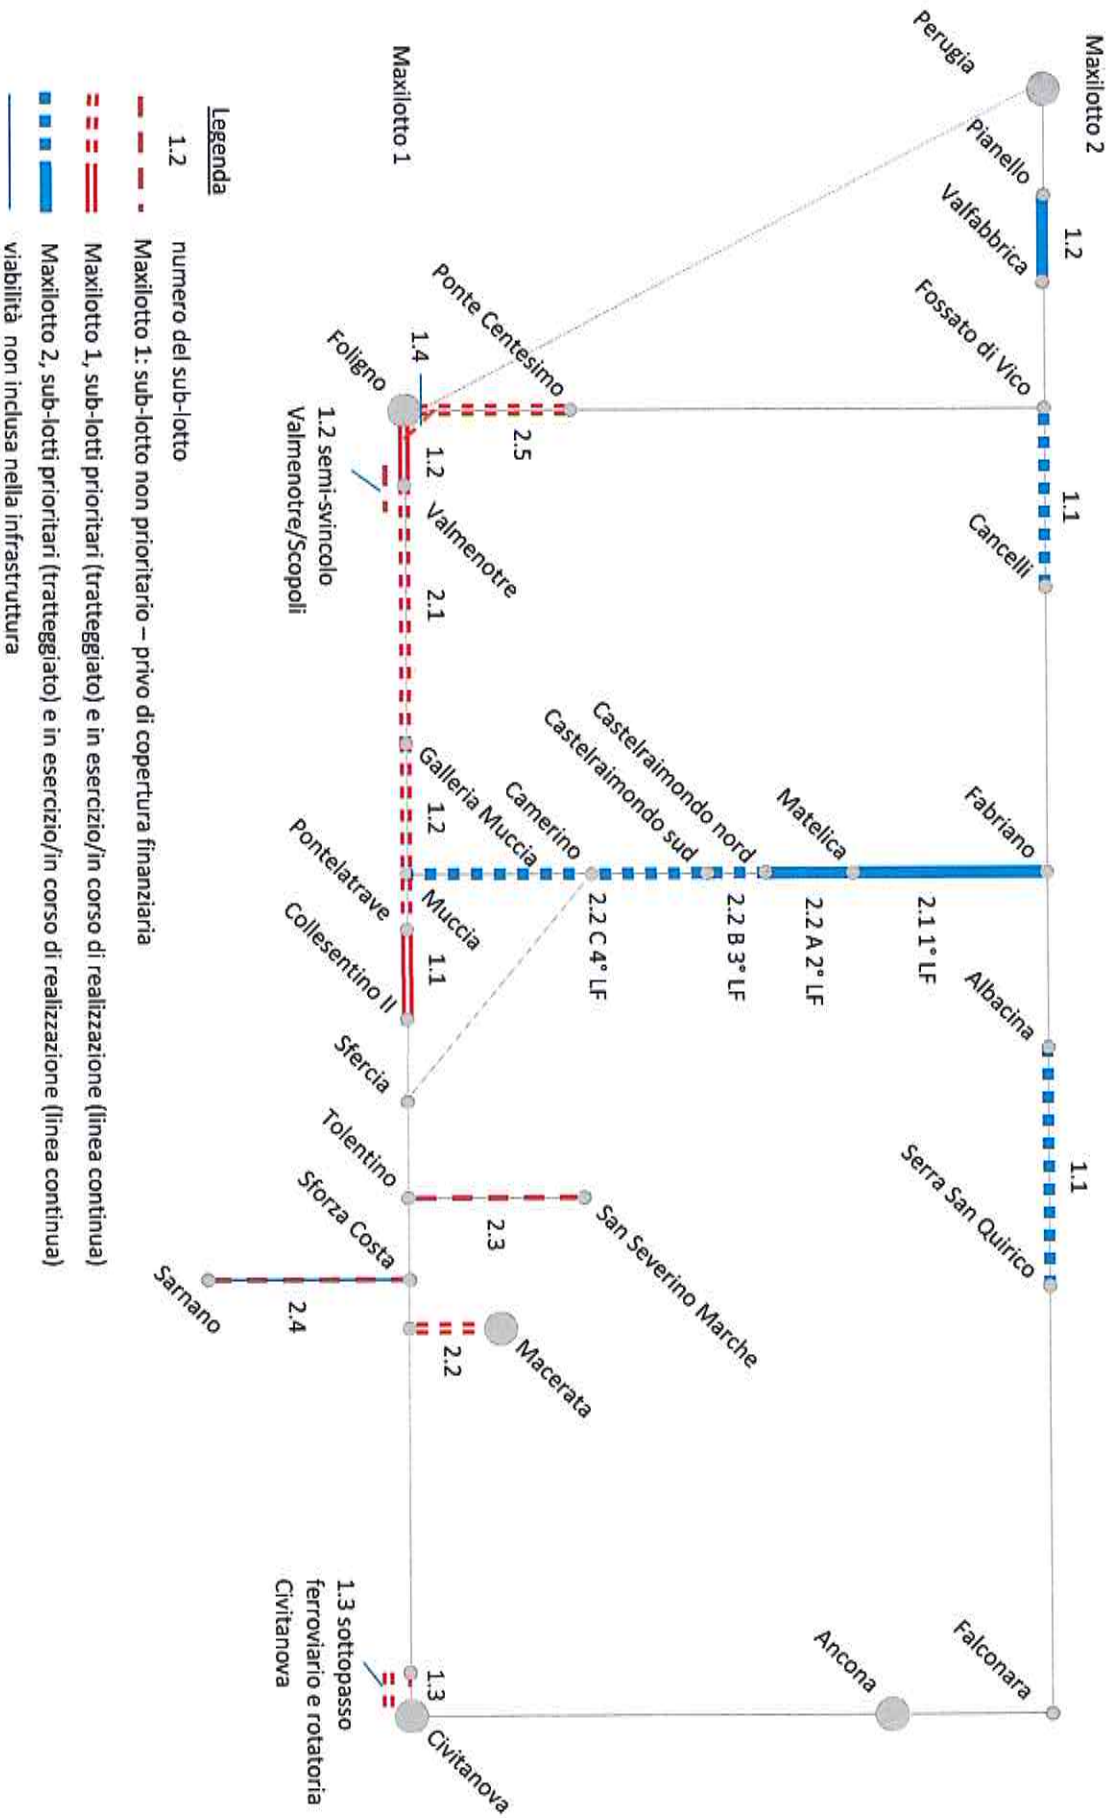 Maxilotto 2
Perugia
Pianello
Valfabbrica
1.2
Fossato di Vico
1.1
Cancelli
Fabriano
Albacina
1.1
Serra San Quirico
Falconara
Ancona
Ponte Centesimo
2.5
Matelica
Castelraimondo nord
Castelraimondo sud
Camerino
2.1 1° LF
2.2 A 2° LF
2.2 B 3° LF
2.2 C 4° LF
San Severino Marche
2.3
Macerata
2.2
Maxilotto 1
1.4
Foligno
1.2
Valmenotre
2.1
Galleria Muccia
1.2
Muccia
Pontelatrave
1.1
Collesentino II
Sfercia
Tolentino
Sforza Costa
1.3
Civitanova
1.2 semi-svincolo
Valmenotre/Scopoli
2.4
Sarnano
1.3 sottopasso
ferroviario e rotatoria
Civitanova
Legenda
1.2 numero del sub-lotto
Maxilotto 1: sub-lotto non prioritario – privo di copertura finanziaria
Maxilotto 1, sub-lotti prioritari (tratteggiato) e in esercizio/in corso di realizzazione (linea continua)
Maxilotto 2, sub-lotti prioritari (tratteggiato) e in esercizio/in corso di realizzazione (linea continua)
viabilità non inclusa nella infrastruttura